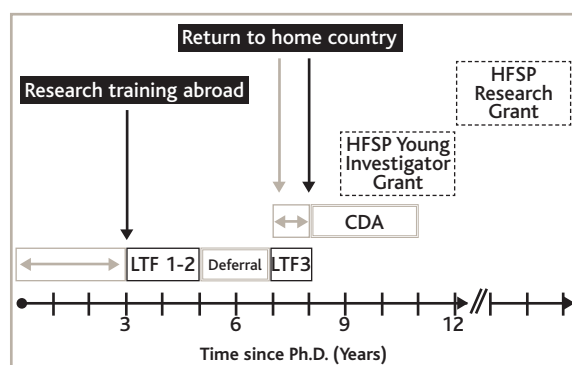 Return to home country
HFSP
Research
Grant
Research training abroad
HFSP Young
Investigator
Grant
CDA
LTF 1-2
Deferral
LTF3
3
6
9
12
Time since Ph.D. (Years)